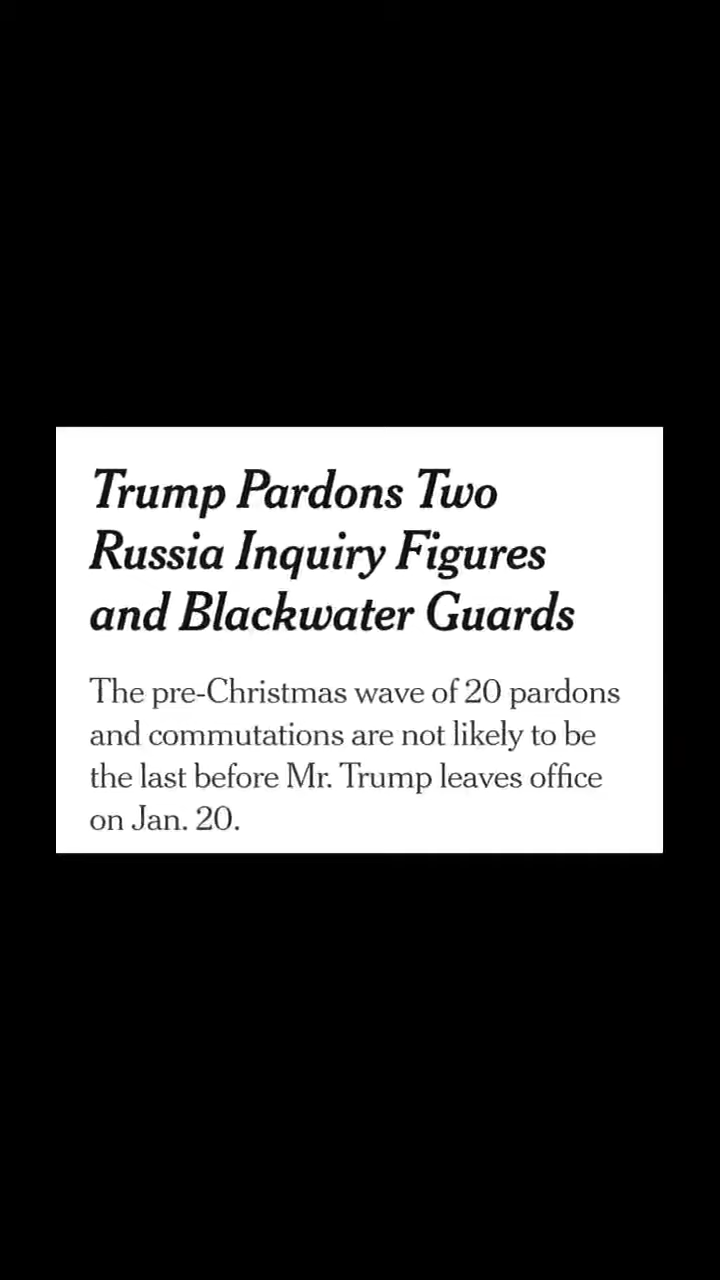 Trump Pardons Two
Russia Inquiry Figures
and Blackwater Guards
The pre-Christmas wave of 20 pardons
and commutations are not likely to be
the last before Mr. Trump leaves office
on Jan. 20.